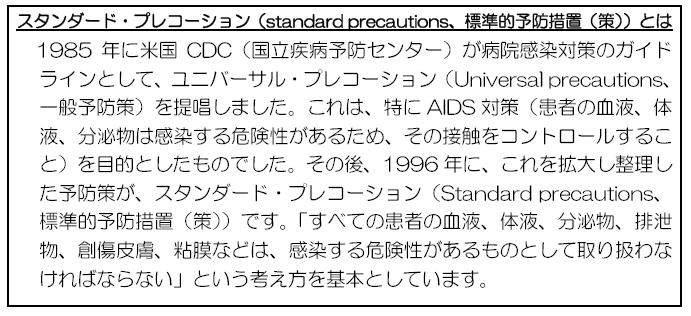 スタンダード・プレコーション（standard precautions、標準的予防措置（策））とは
1985 年に米国 CDC（国立疾病予防センター）が病院感染対策のガイド
ラインとして、ユニバーサル・プレコーション（Universal precautions、
一般予防策）を提唱しました。これは、特に AIDS 対策（患者の血液、体
液、分泌物は感染する危険性があるため、その接触をコントロールするこ
と）を目的としたものでした。その後、1996 年に、これを拡大し整理し
た予防策が、スタンダード・プレコーション（Standard precautions、
標準的予防措置（策））です。「すべての患者の血液、体液、分泌物、排泄
物、創傷皮膚、粘膜などは、感染する危険性があるものとして取り扱わな
ければならない」という考え方を基本としています。